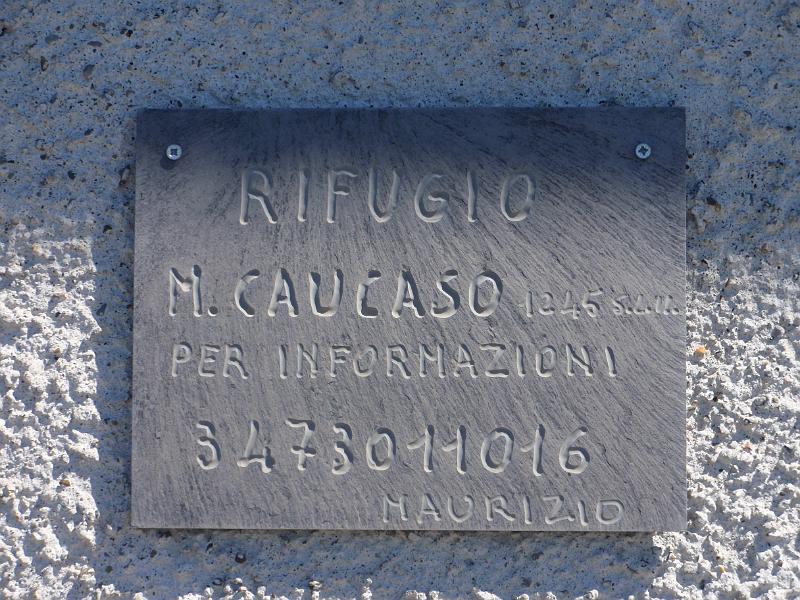 RIFUGIO
M. CAUCASO 1245 S.L.M.
PER INFORMAZIONI
3473011016
MAURIZIO